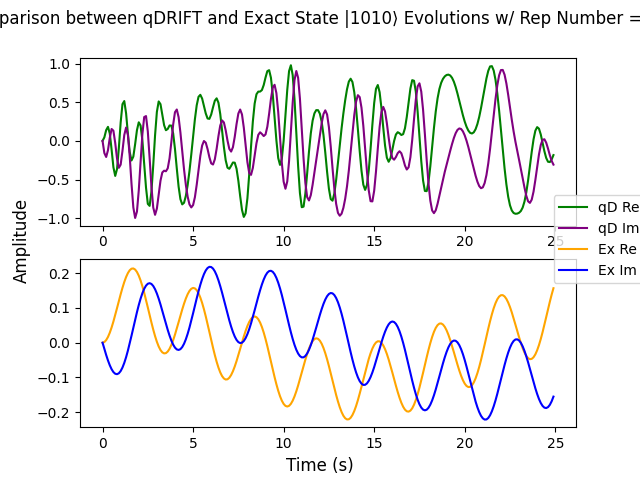 parison between qDRIFT and Exact State |1010⟩ Evolutions w/ Rep Number =
1.0
0.5
0.0
−0.5
−1.0
0 5 10 15 20 25
qD Re
qD Im
Ex Re
Ex Im
Amplitude
0.2
0.1
0.0
−0.1
−0.2
0 5 10 15 20 25
Time (s)